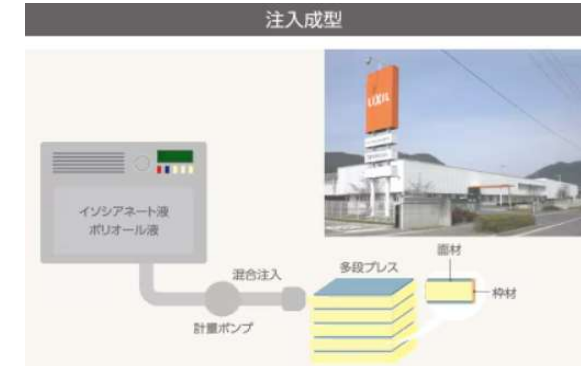 注入成型
LIXIL
イソシアネート液
ポリオール液
混合注入
計量ポンプ
多段プレス
面材
枠材